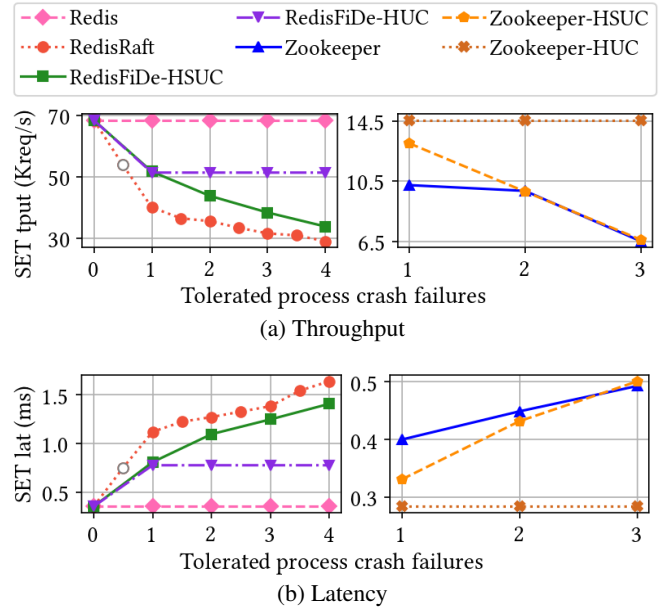 Redis RedisFiDe-HUC Zookeeper-HSUC
RedisRaft Zookeeper Zookeeper-HUC
RedisFiDe-HSUC
SET tput (Kreq/s)
70
50
30
0 1 2 3 4
14.5
10.5
6.5
1 2 3
Tolerated process crash failures
(a) Throughput
SET lat (ms)
1.5
1.0
0.5
0 1 2 3 4
0.5
0.4
0.3
1 2 3
Tolerated process crash failures
(b) Latency